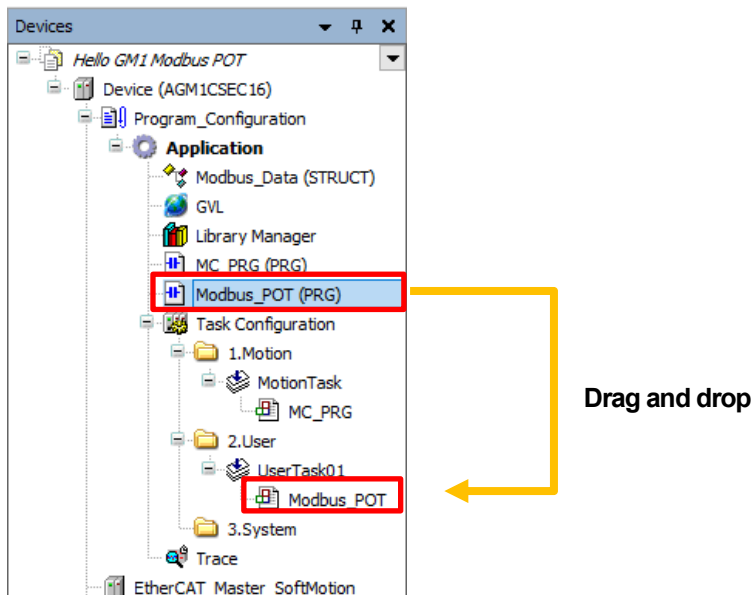 Devices
Hello GM1 Modbus POT
Device (AGM1CSEC16)
Program_Configuration
Application
Modbus_Data (STRUCT)
GVL
Library Manager
MC_PRG (PRG)
Modbus_POT (PRG)
Task Configuration
1.Motion
MotionTask
MC_PRG
Drag and drop
2.User
UserTask01
Modbus_POT
3.System
Trace
EtherCAT_Master_SoftMotion